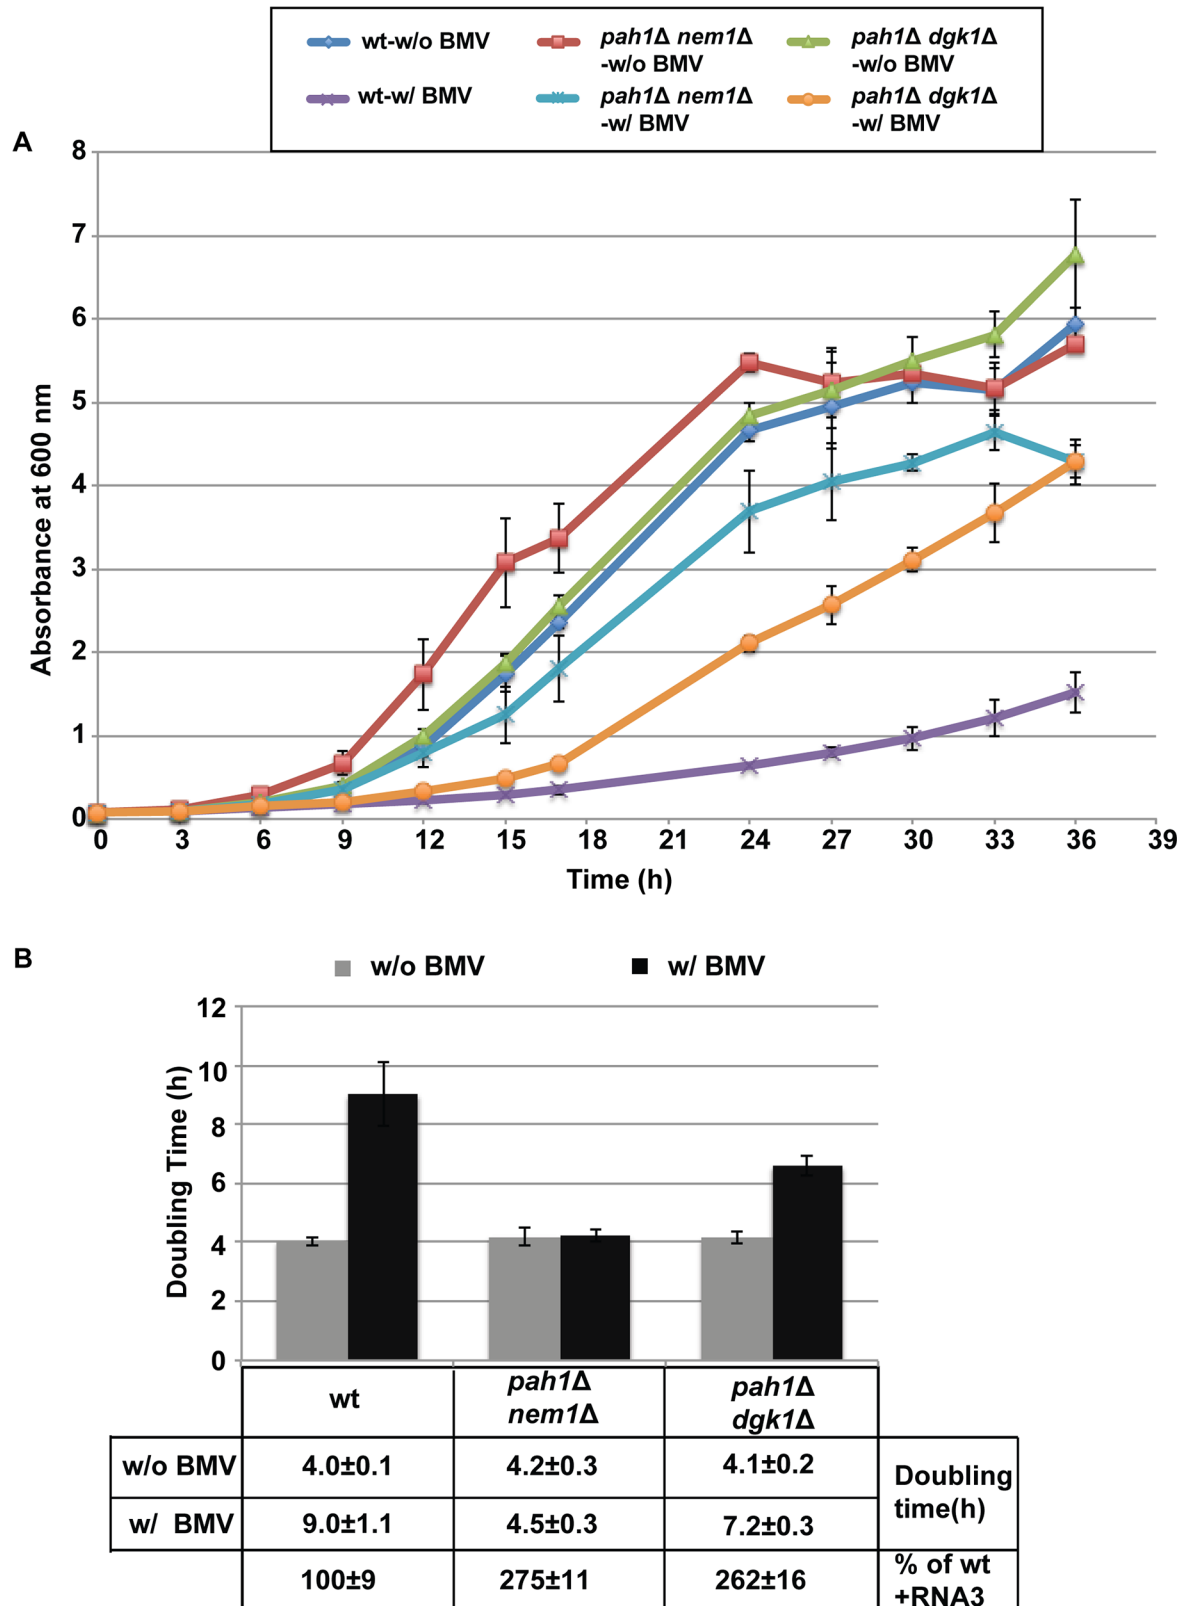 wt-w/o BMV
pah1Δ nem1Δ
-w/o BMV
pah1Δ dgk1Δ
-w/o BMV
wt-w/ BMV
pah1Δ nem1Δ
-w/ BMV
pah1Δ dgk1Δ
-w/ BMV
A
8
7
6
5
4
3
2
1
0
Absorbance at 600 nm
0 3 6 9 12 15 18 21 24 27 30 33 36 39
Time (h)
B
w/o BMV w/ BMV
12
10
8
6
4
2
0
Doubling Time (h)
wt
pah1Δ
nem1Δ
pah1Δ
dgk1Δ
w/o BMV 4.0±0.1 4.2±0.3 4.1±0.2
w/ BMV 9.0±1.1 4.5±0.3 7.2±0.3
Doubling
time(h)
100±9 275±11 262±16
% of wt
+RNA3